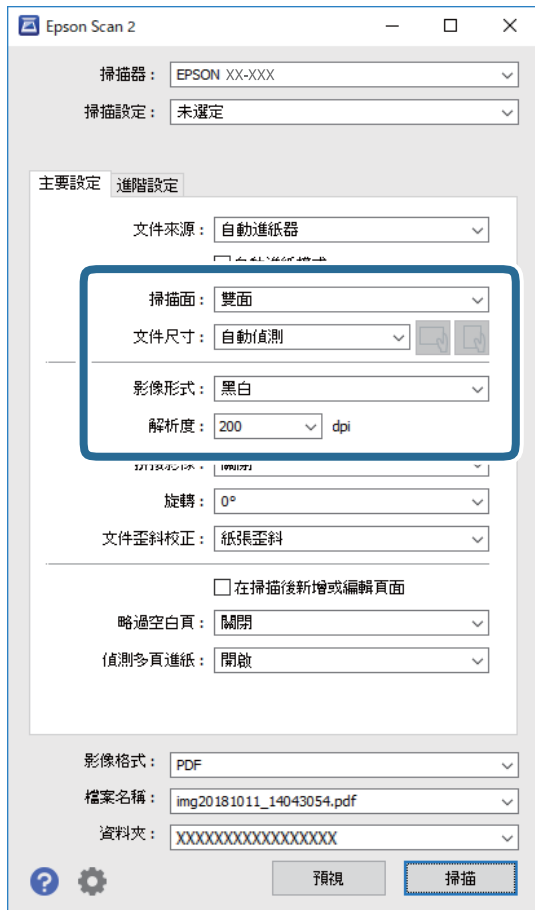 Epson Scan 2
掃描器： EPSON XX-XXX
掃描設定： 未選定
主要設定 進階設定
文件來源： 自動進紙器
掃描面： 雙面
文件尺寸： 自動偵測
影像形式： 黑白
解析度： 200 dpi
旋轉： 0°
文件歪斜校正： 紙張歪斜
在掃描後新增或編輯頁面
略過空白頁： 關閉
偵測多頁進紙： 開啟
影像格式： PDF
檔案名稱： img20181011_14043054.pdf
資料夾： XXXXXXXXXXXXXXXXX
預視 掃描